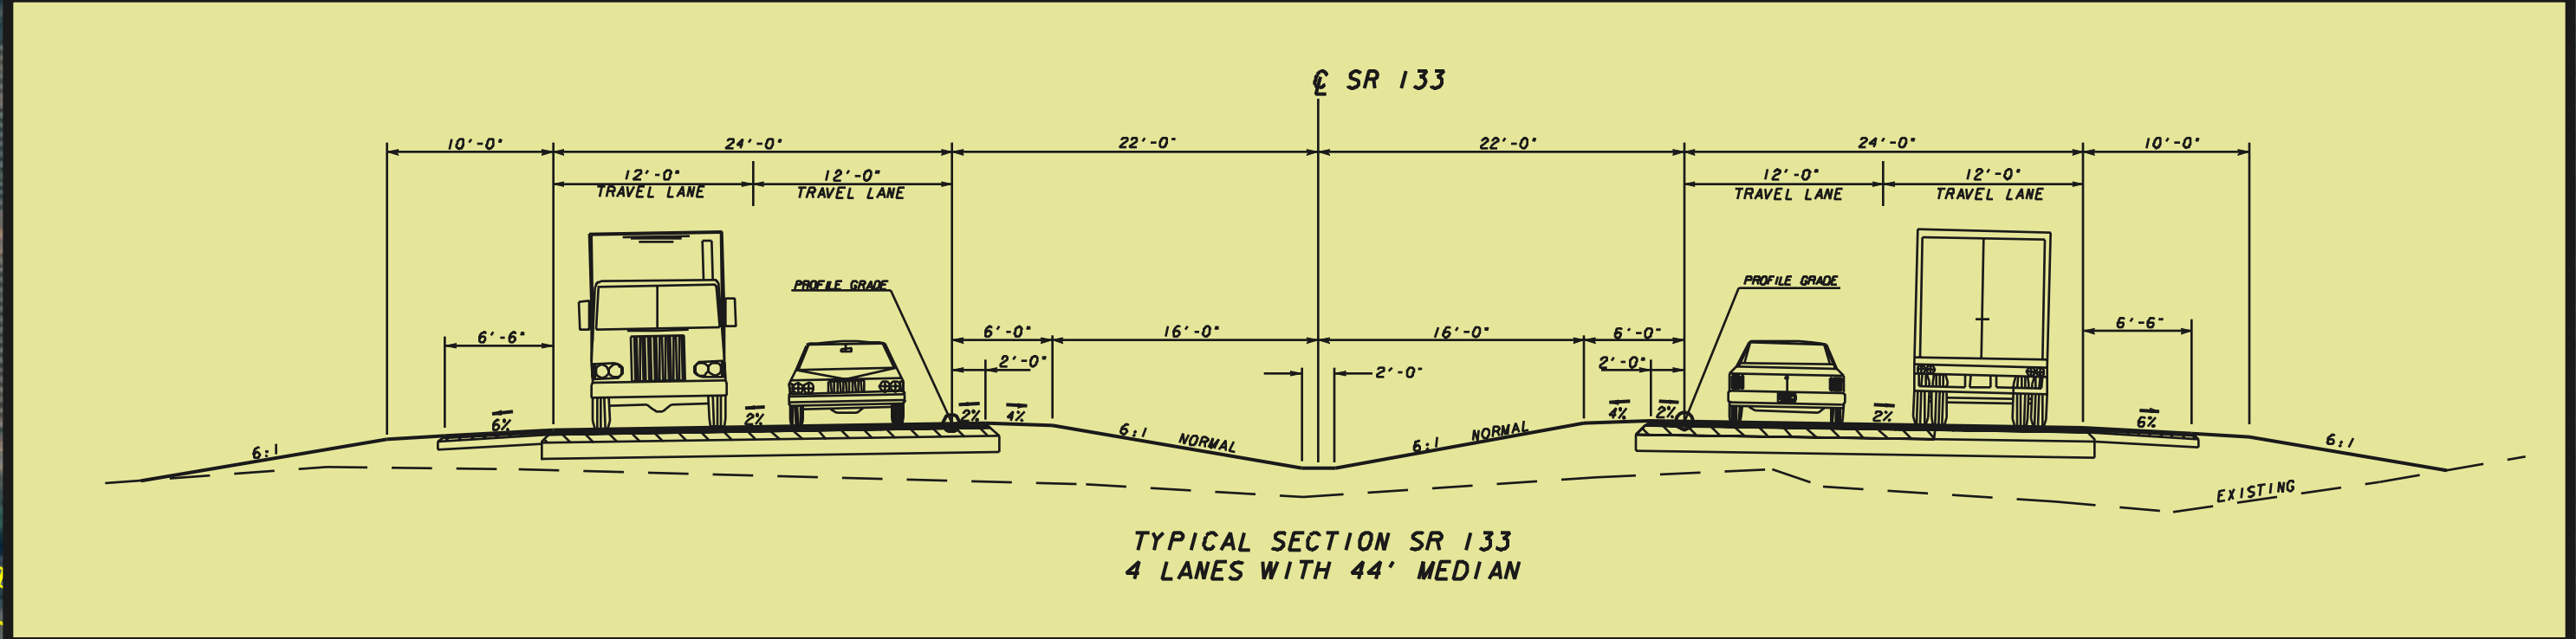 ℄ SR 133
10'-0" 24'-0" 22'-0" 22'-0" 24'-0" 10'-0"
12'-0" 12'-0" 12'-0" 12'-0"
TRAVEL LANE TRAVEL LANE TRAVEL LANE TRAVEL LANE
PROFILE GRADE PROFILE GRADE
6'-6" 6'-0" 16'-0" 16'-0" 6'-0" 6'-6"
2'-0" 2'-0" 2'-0"
6% 2% 2% 4% 4% 2% 2% 6%
6:1 6:1 NORMAL 6:1 NORMAL 6:1
EXISTING
TYPICAL SECTION SR 133
4 LANES WITH 44' MEDIAN